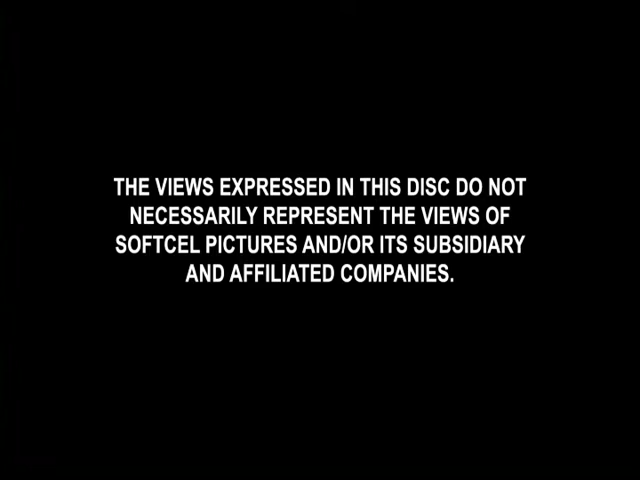 THE VIEWS EXPRESSED IN THIS DISC DO NOT
NECESSARILY REPRESENT THE VIEWS OF
SOFTCEL PICTURES AND/OR ITS SUBSIDIARY
AND AFFILIATED COMPANIES.